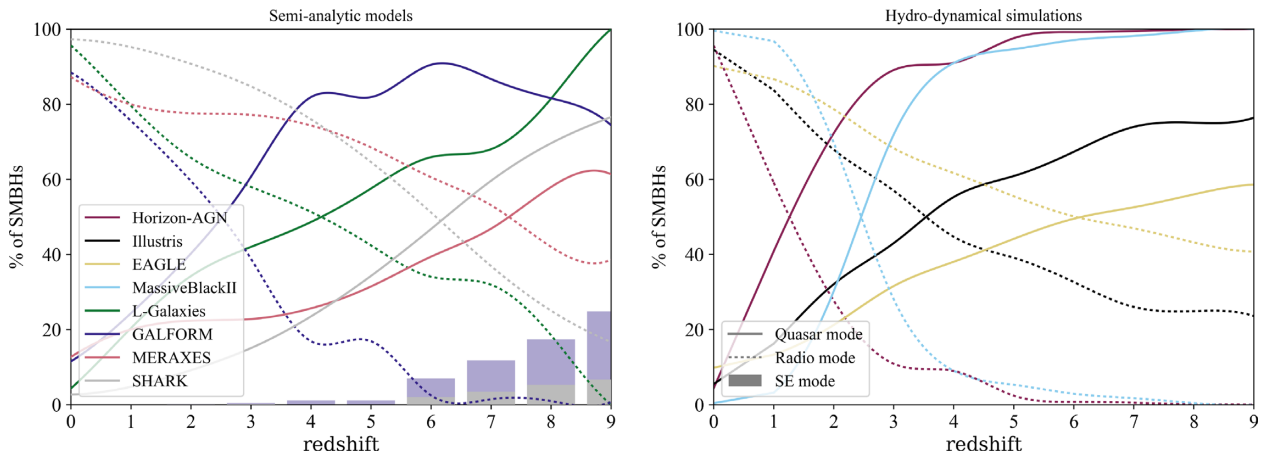 Semi-analytic models
100
80
60
40
20
0
% of SMBHs
Horizon-AGN
Illustris
EAGLE
MassiveBlackII
L-Galaxies
GALFORM
MERAXES
SHARK
0 1 2 3 4 5 6 7 8 9
redshift
Hydro-dynamical simulations
100
80
60
40
20
0
% of SMBHs
Quasar mode
Radio mode
SE mode
0 1 2 3 4 5 6 7 8 9
redshift